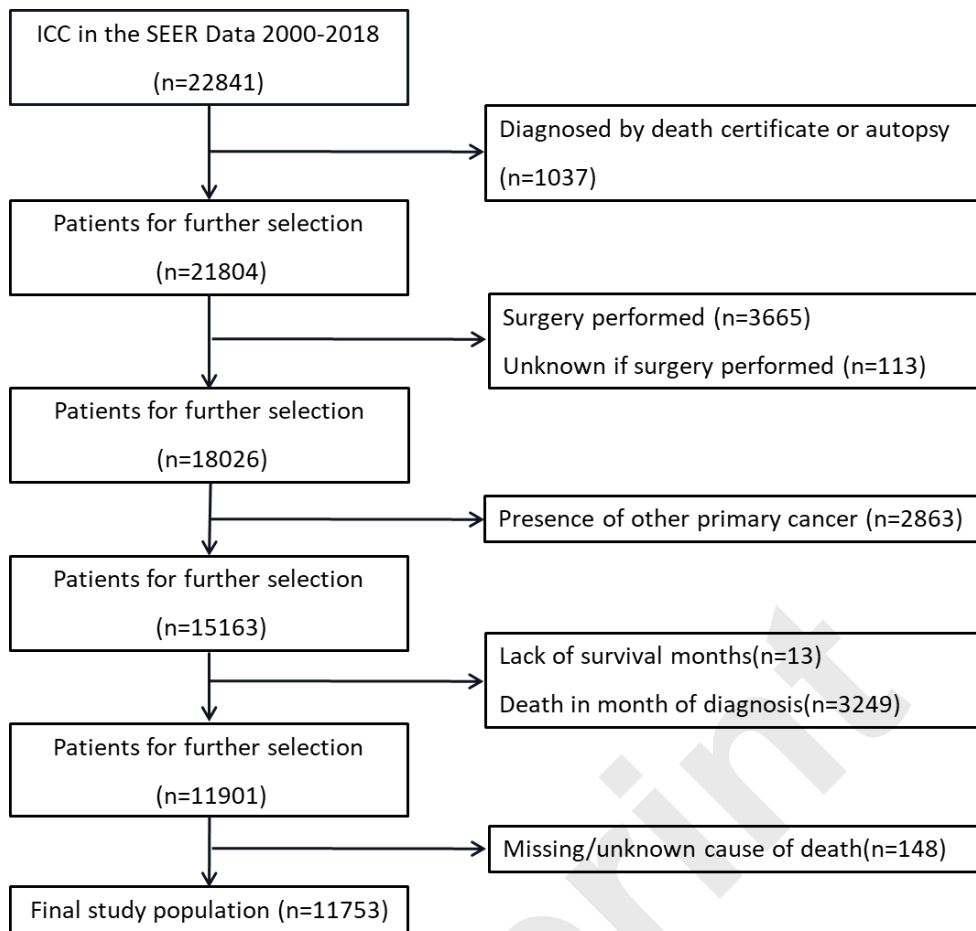 ICC in the SEER Data 2000-2018
(n=22841)
Diagnosed by death certificate or autopsy
(n=1037)
Patients for further selection
(n=21804)
Surgery performed (n=3665)
Unknown if surgery performed (n=113)
Patients for further selection
(n=18026)
Presence of other primary cancer (n=2863)
Patients for further selection
(n=15163)
Lack of survival months(n=13)
Death in month of diagnosis(n=3249)
Patients for further selection
(n=11901)
Missing/unknown cause of death(n=148)
Final study population (n=11753)